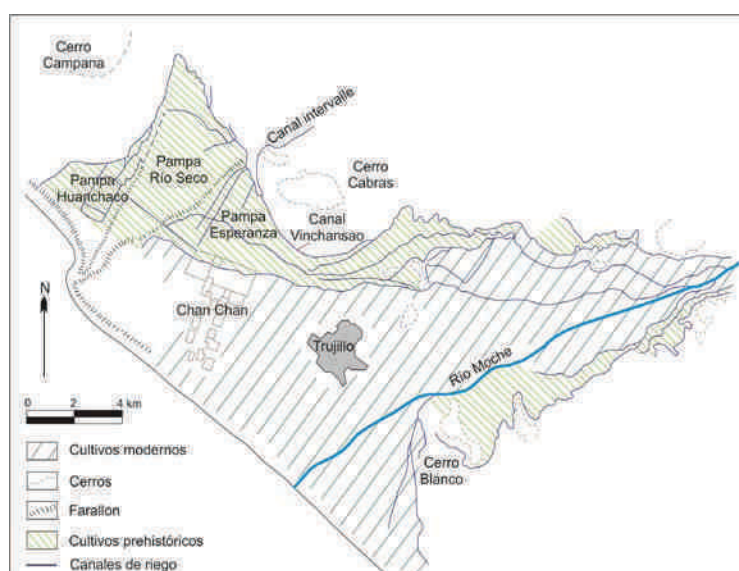 Cerro
Campana
Canal intervalle
Pampa
Río Seco
Cerro
Cabras
Pampa
Huanchaco
Pampa
Esperanza
Canal
Vinchansao
N
Chan Chan
Trujillo
Río Moche
0 2 4 km
Cerro
Blanco
Cultivos modernos
Cerros
Farallon
Cultivos prehistóricos
Canales de riego